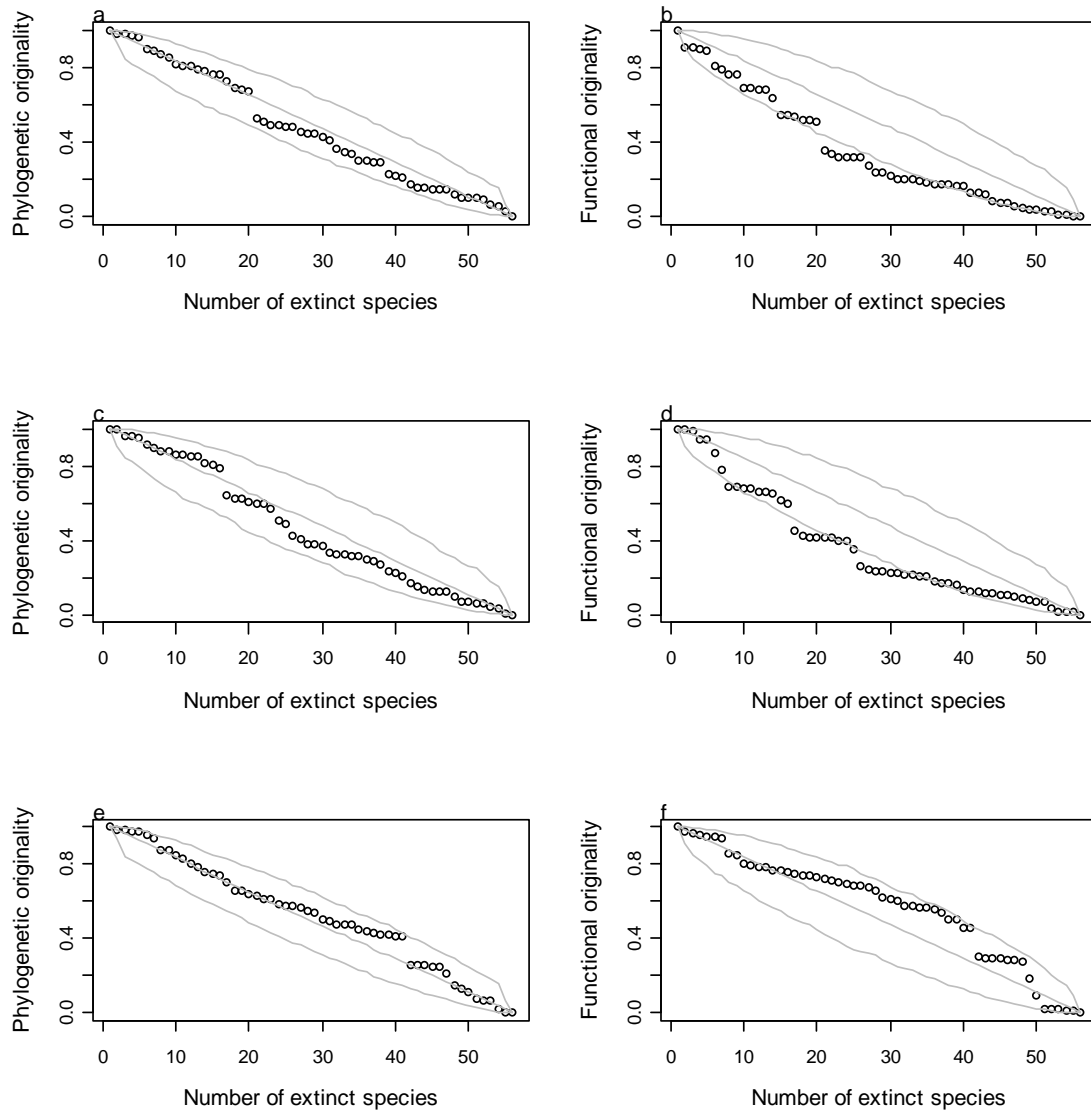 a
Phylogenetic originality
0.0 0.4 0.8
0 10 20 30 40 50
Number of extinct species
b
Functional originality
0.0 0.4 0.8
0 10 20 30 40 50
Number of extinct species
c
Phylogenetic originality
0.0 0.4 0.8
0 10 20 30 40 50
Number of extinct species
d
Functional originality
0.0 0.4 0.8
0 10 20 30 40 50
Number of extinct species
e
Phylogenetic originality
0.0 0.4 0.8
0 10 20 30 40 50
Number of extinct species
f
Functional originality
0.0 0.4 0.8
0 10 20 30 40 50
Number of extinct species